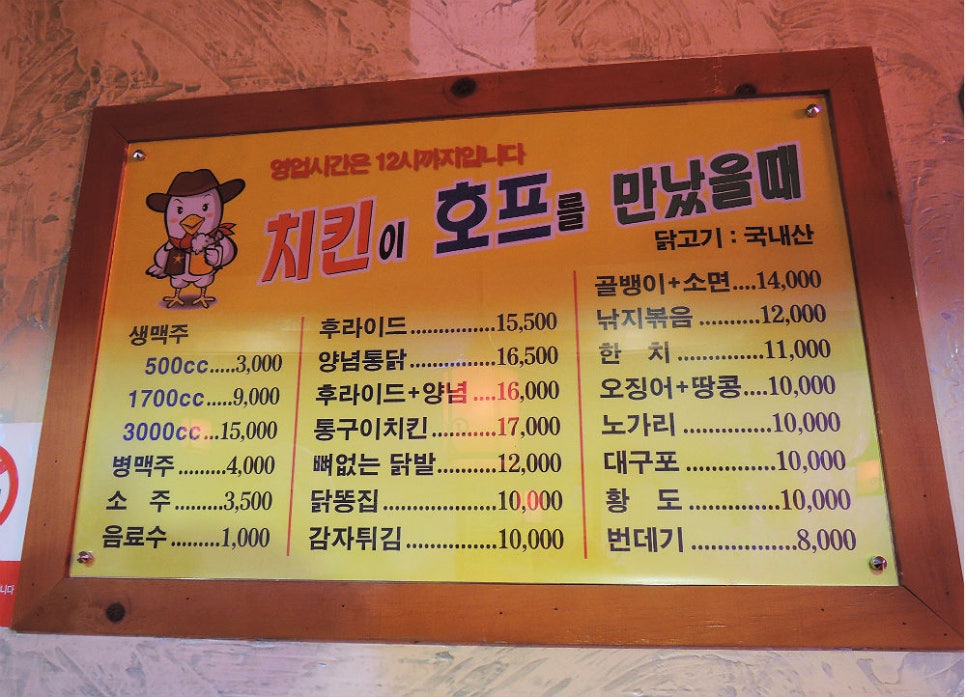 영업시간은 12시까지입니다
치킨이 호프를 만났을때
닭고기 : 국내산
생맥주
500cc.....3,000
1700cc.....9,000
3000cc...15,000
병맥주.........4,000
소 주.........3,500
음료수.........1,000
후라이드...............15,500
양념통닭...............16,500
후라이드+양념....16,000
통구이치킨............17,000
뼈없는 닭발...........12,000
닭똥집....................10,000
감자튀김.................10,000
골뱅이+소면....14,000
낚지볶음...........12,000
한 치...............11,000
오징어+땅콩....10,000
노가리...............10,000
대구포...............10,000
황 도...............10,000
번데기..................8,000
니다